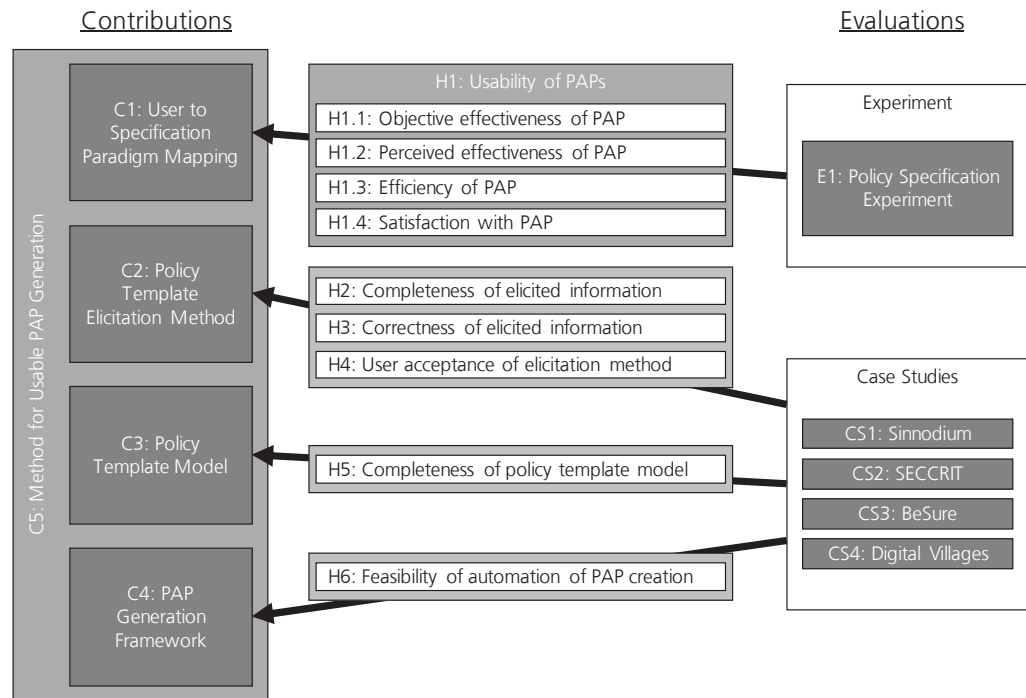 Contributions
Evaluations
C5: Method for Usable PAP Generation
C1: User to
Specification
Paradigm Mapping
C2: Policy
Template
Elicitation Method
C3: Policy
Template Model
C4: PAP
Generation
Framework
H1: Usability of PAPs
H1.1: Objective effectiveness of PAP
H1.2: Perceived effectiveness of PAP
H1.3: Efficiency of PAP
H1.4: Satisfaction with PAP
H2: Completeness of elicited information
H3: Correctness of elicited information
H4: User acceptance of elicitation method
H5: Completeness of policy template model
H6: Feasibility of automation of PAP creation
Experiment
E1: Policy Specification
Experiment
Case Studies
CS1: Sinnodium
CS2: SECCRIT
CS3: BeSure
CS4: Digital Villages